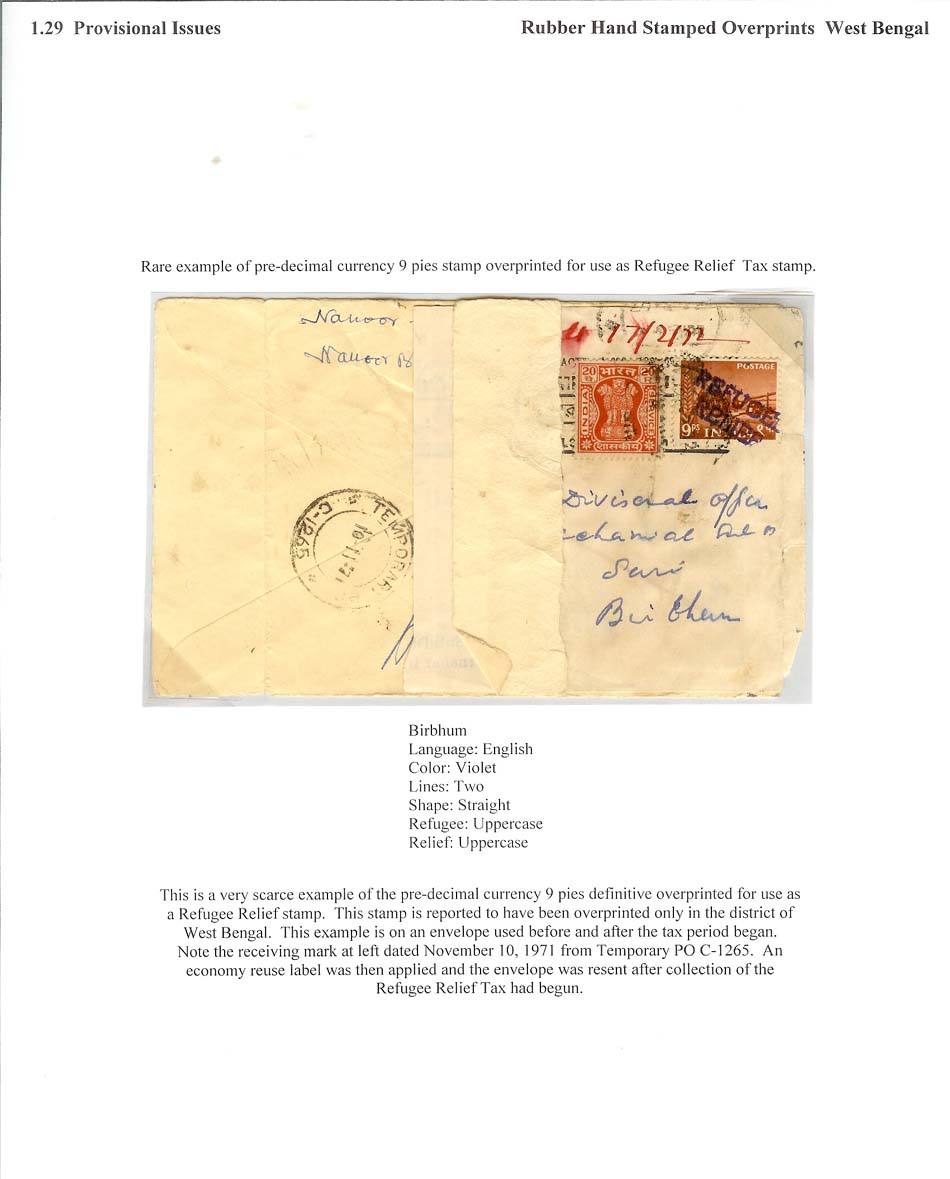 1.29 Provisional Issues
Rubber Hand Stamped Overprints West Bengal
Rare example of pre-decimal currency 9 pies stamp overprinted for use as Refugee Relief Tax stamp.
Nanoor
Nanoor B
17/2/72
20 भारत 20
INDIA
SERVICE
(शासकीय)
POSTAGE
REFUGEE
RELIEF
9PS INDIA
C-1265
TEMPORARY
10.11.71
Divisional Offi
Suri
Birbhum
Birbhum
Language: English
Color: Violet
Lines: Two
Shape: Straight
Refugee: Uppercase
Relief: Uppercase
This is a very scarce example of the pre-decimal currency 9 pies definitive overprinted for use as
a Refugee Relief stamp. This stamp is reported to have been overprinted only in the district of
West Bengal. This example is on an envelope used before and after the tax period began.
Note the receiving mark at left dated November 10, 1971 from Temporary PO C-1265. An
economy reuse label was then applied and the envelope was resent after collection of the
Refugee Relief Tax had begun.